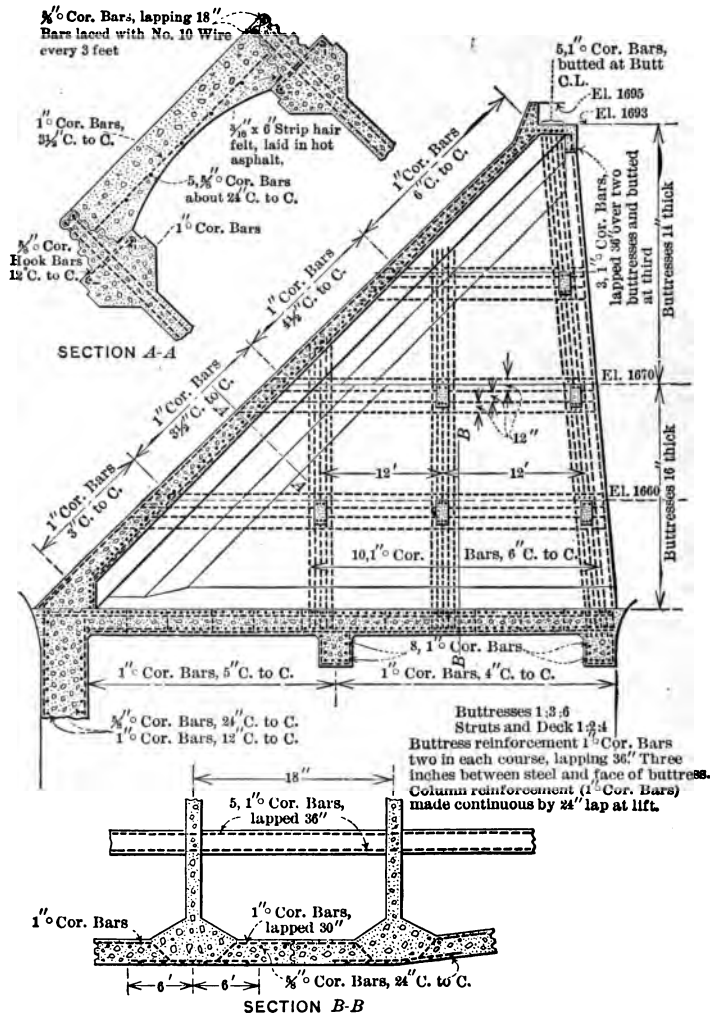 ⅝"○ Cor. Bars, lapping 18"
Bars laced with No. 10 Wire
every 3 feet
1"○ Cor. Bars,
3½" C. to C.
3/16" x 6" Strip hair
felt, laid in hot
asphalt.
5, ⅝"○ Cor. Bars
about 24" C. to C.
1"○ Cor. Bars
⅝"○ Cor.
Hook Bars
12" C. to C.
SECTION A-A
5, 1"○ Cor. Bars,
butted at Butt
C.L.
El. 1695
El. 1693
1"○ Cor. Bars
6" C. to C.
1"○ Cor. Bars
4½" C. to C.
1"○ Cor. Bars
3½" C. to C.
1"○ Cor. Bars
3" C. to C.
3, 1"○ Cor. Bars,
lapped 36" over two
buttresses and butted
at third
Buttresses 14" thick
El. 1670
A
A
B
12"
12'
12'
El. 1660
Buttresses 16" thick
10, 1"○ Cor. Bars, 6" C. to C.
8, 1"○ Cor. Bars
B
1"○ Cor. Bars, 5" C. to C.
1"○ Cor. Bars, 4" C. to C.
⅝"○ Cor. Bars, 24" C. to C.
1"○ Cor. Bars, 12" C. to C.
Buttresses 1:3:6
Struts and Deck 1:2:4
Buttress reinforcement 1"○ Cor. Bars
two in each course, lapping 36." Three
inches between steel and face of buttress.
Column reinforcement (1"○ Cor. Bars)
made continuous by 24" lap at lift.
18"
5, 1"○ Cor. Bars,
lapped 36"
1"○ Cor. Bars
1"○ Cor. Bars,
lapped 30"
⅝"○ Cor. Bars, 24" C. to C.
6'
6'
SECTION B-B